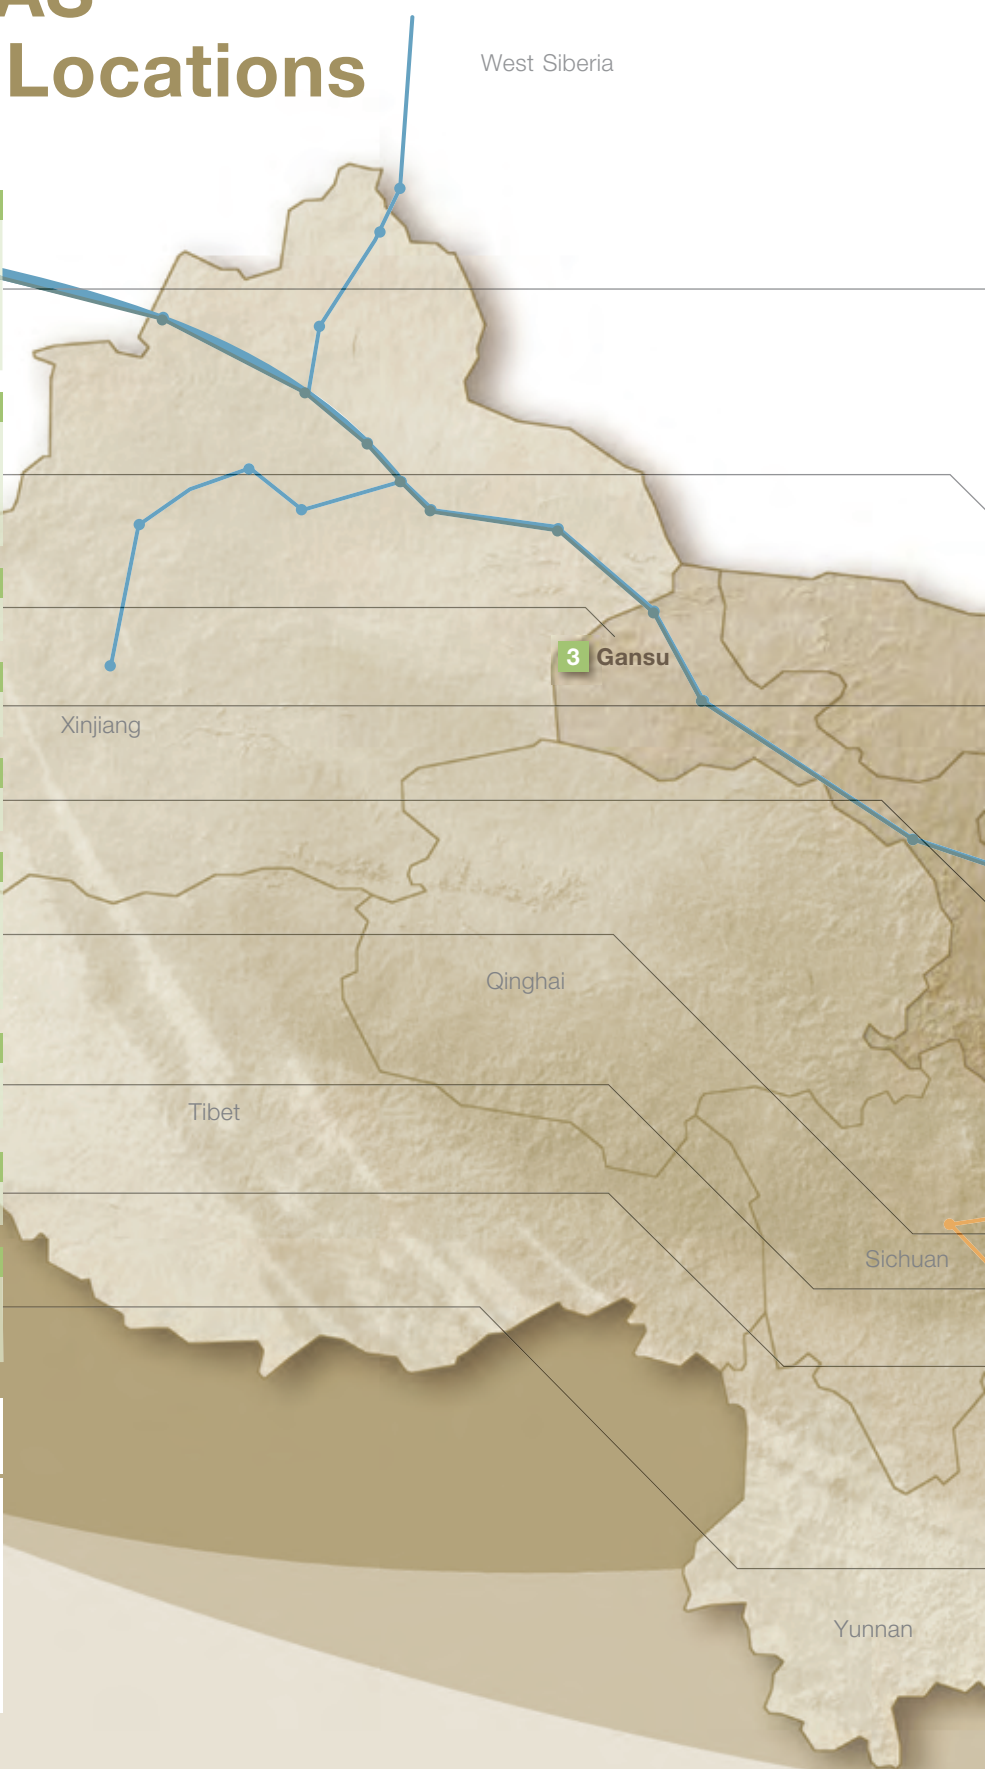 Locations
West Siberia
3 Gansu
Xinjiang
Qinghai
Tibet
Sichuan
Yunnan